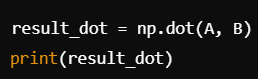 result_dot = np.dot(A, B)
print(result_dot)